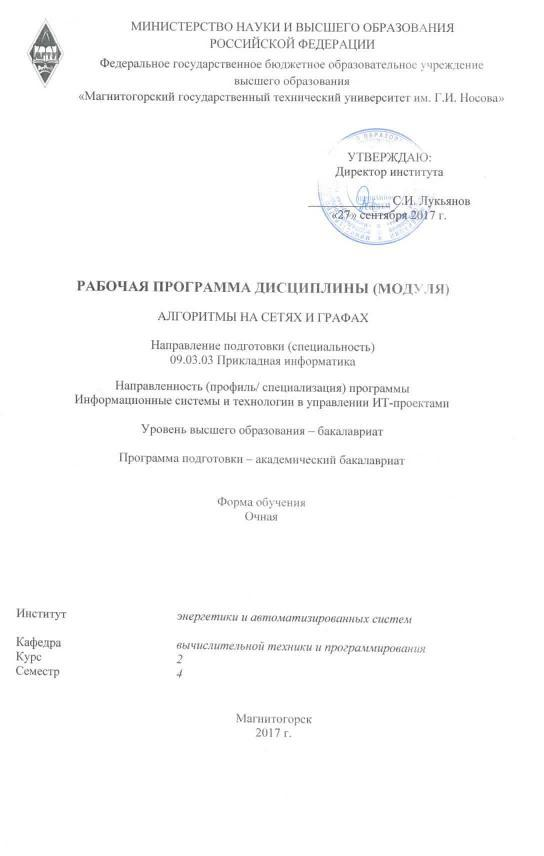 МИНИСТЕРСТВО НАУКИ И ВЫСШЕГО ОБРАЗОВАНИЯ
РОССИЙСКОЙ ФЕДЕРАЦИИ
Федеральное государственное бюджетное образовательное учреждение
высшего образования
«Магнитогорский государственный технический университет им. Г.И. Носова»
УТВЕРЖДАЮ:
Директор института
С.И. Лукьянов
«27» сентября 2017 г.
РАБОЧАЯ ПРОГРАММА ДИСЦИПЛИНЫ (МОДУЛЯ)
АЛГОРИТМЫ НА СЕТЯХ И ГРАФАХ
Направление подготовки (специальность)
09.03.03 Прикладная информатика
Направленность (профиль/ специализация) программы
Информационные системы и технологии в управлении ИТ-проектами
Уровень высшего образования – бакалавриат
Программа подготовки – академический бакалавриат
Форма обучения
Очная
Институт энергетики и автоматизированных систем
Кафедра вычислительной техники и программирования
Курс 2
Семестр 4
Магнитогорск
2017 г.